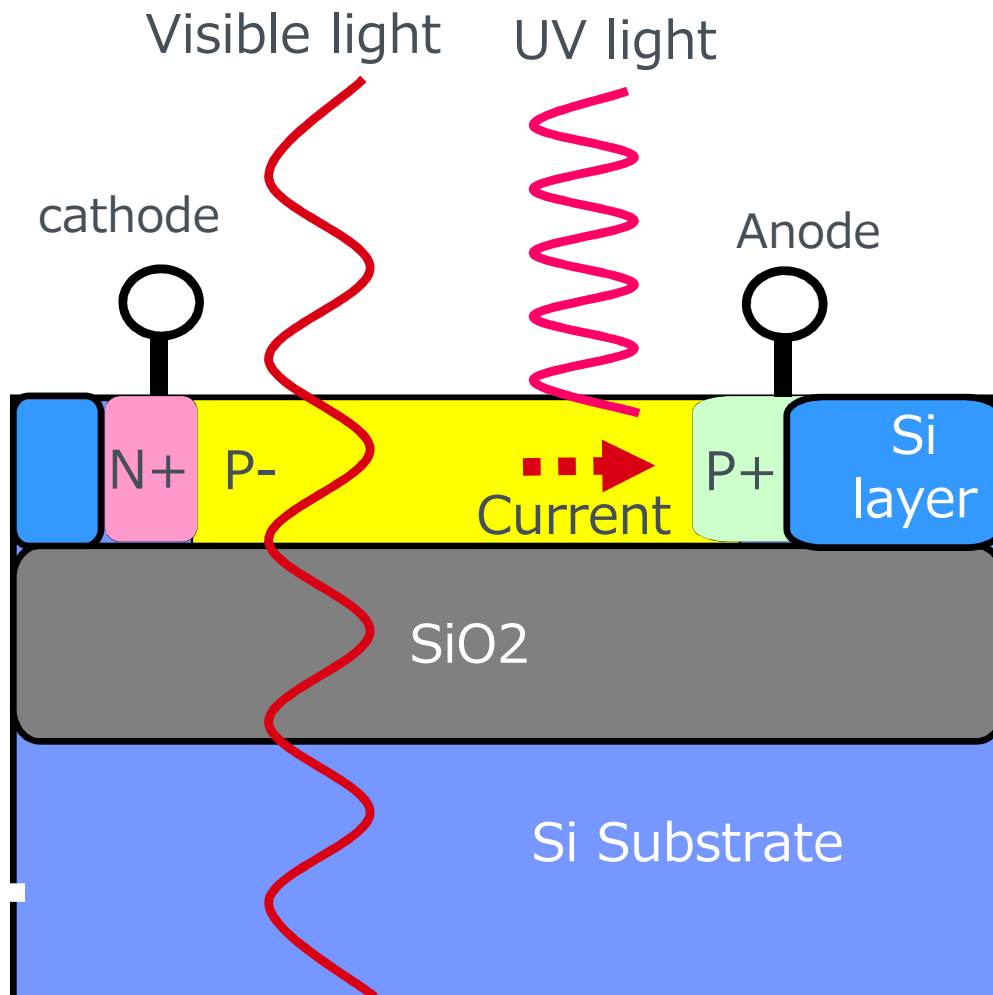 Visible light
UV light
cathode
Anode
N+
P-
Current
P+
Si
layer
SiO2
Si Substrate